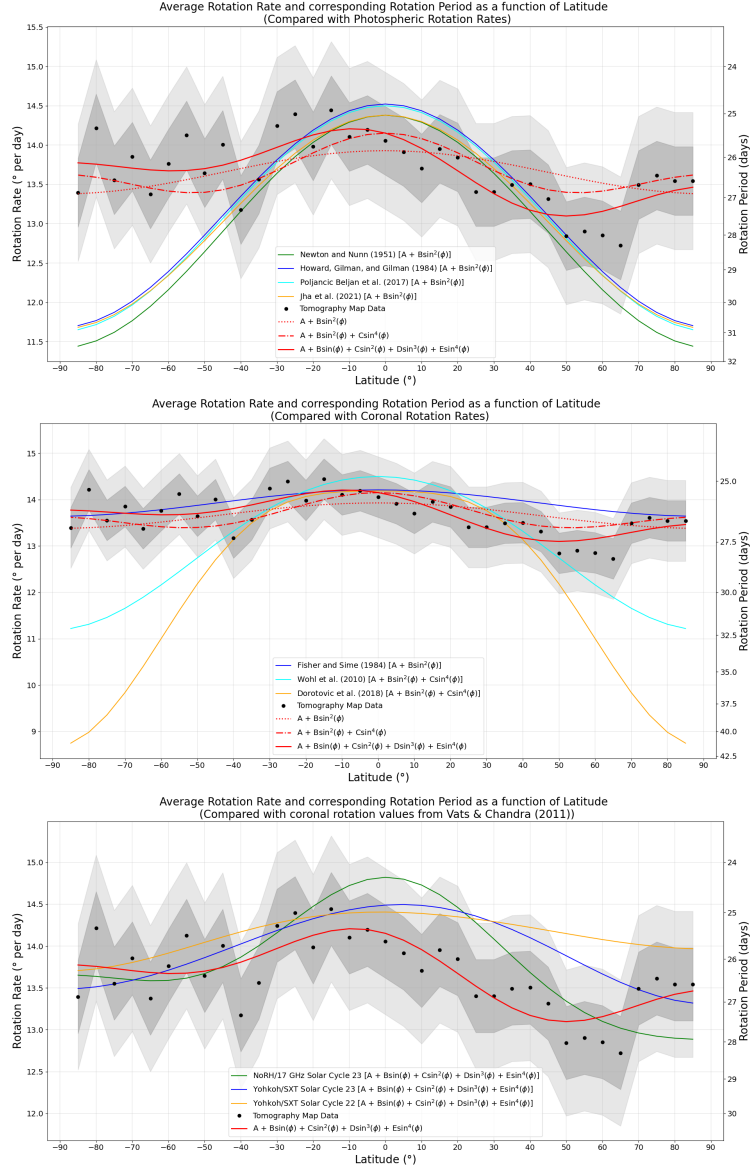 Average Rotation Rate and corresponding Rotation Period as a function of Latitude
(Compared with Photospheric Rotation Rates)
15.5
15.0
14.5
14.0
13.5
13.0
12.5
12.0
11.5
Rotation Rate (° per day)
24
25
26
27
28
29
30
31
32
Rotation Period (days)
Newton and Nunn (1951) [A + Bsin²(ϕ)]
Howard, Gilman, and Gilman (1984) [A + Bsin²(ϕ)]
Poljancic Beljan et al. (2017) [A + Bsin²(ϕ)]
Jha et al. (2021) [A + Bsin²(ϕ)]
Tomography Map Data
A + Bsin²(ϕ)
A + Bsin²(ϕ) + Csin⁴(ϕ)
A + Bsin(ϕ) + Csin²(ϕ) + Dsin³(ϕ) + Esin⁴(ϕ)
−90 −80 −70 −60 −50 −40 −30 −20 −10 0 10 20 30 40 50 60 70 80 90
Latitude (°)
Average Rotation Rate and corresponding Rotation Period as a function of Latitude
(Compared with Coronal Rotation Rates)
15
14
13
12
11
10
9
Rotation Rate (° per day)
25.0
27.5
30.0
32.5
35.0
37.5
40.0
42.5
Rotation Period (days)
Fisher and Sime (1984) [A + Bsin²(ϕ)]
Wohl et al. (2010) [A + Bsin²(ϕ) + Csin⁴(ϕ)]
Dorotovic et al. (2018) [A + Bsin²(ϕ) + Csin⁴(ϕ)]
Tomography Map Data
A + Bsin²(ϕ)
A + Bsin²(ϕ) + Csin⁴(ϕ)
A + Bsin(ϕ) + Csin²(ϕ) + Dsin³(ϕ) + Esin⁴(ϕ)
−90 −80 −70 −60 −50 −40 −30 −20 −10 0 10 20 30 40 50 60 70 80 90
Latitude (°)
Average Rotation Rate and corresponding Rotation Period as a function of Latitude
(Compared with coronal rotation values from Vats & Chandra (2011))
15.0
14.5
14.0
13.5
13.0
12.5
12.0
Rotation Rate (° per day)
24
25
26
27
28
29
30
Rotation Period (days)
NoRH/17 GHz Solar Cycle 23 [A + Bsin(ϕ) + Csin²(ϕ) + Dsin³(ϕ) + Esin⁴(ϕ)]
Yohkoh/SXT Solar Cycle 23 [A + Bsin(ϕ) + Csin²(ϕ) + Dsin³(ϕ) + Esin⁴(ϕ)]
Yohkoh/SXT Solar Cycle 22 [A + Bsin(ϕ) + Csin²(ϕ) + Dsin³(ϕ) + Esin⁴(ϕ)]
Tomography Map Data
A + Bsin(ϕ) + Csin²(ϕ) + Dsin³(ϕ) + Esin⁴(ϕ)
−90 −80 −70 −60 −50 −40 −30 −20 −10 0 10 20 30 40 50 60 70 80 90
Latitude (°)